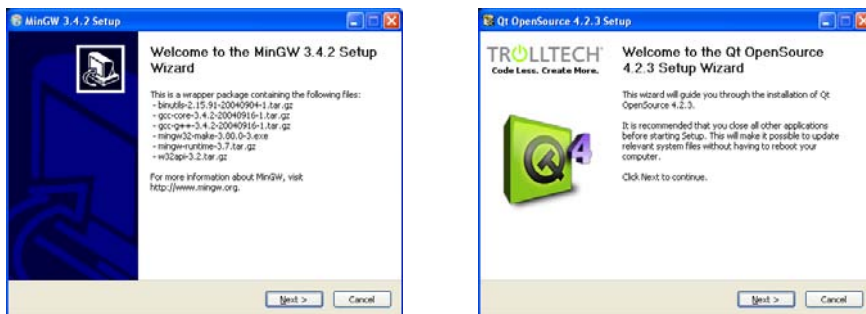 MinGW 3.4.2 Setup
Welcome to the MinGW 3.4.2 Setup
Wizard
This is a wrapper package containing the following files:
- binutils-2.15.91-20040904-1.tar.gz
- gcc-core-3.4.2-20040916-1.tar.gz
- gcc-g++-3.4.2-20040916-1.tar.gz
- mingw32-make-3.80.0-3.exe
- mingw-runtime-3.7.tar.gz
- w32api-3.2.tar.gz
For more information about MinGW, visit
http://www.mingw.org.
Next >
Cancel
Qt OpenSource 4.2.3 Setup
TROLLTECH
Code Less. Create More.
Welcome to the Qt OpenSource
4.2.3 Setup Wizard
This wizard will guide you through the installation of Qt
OpenSource 4.2.3.
It is recommended that you close all other applications
before starting Setup. This will make it possible to update
relevant system files without having to reboot your
computer.
Click Next to continue.
4
Next >
Cancel